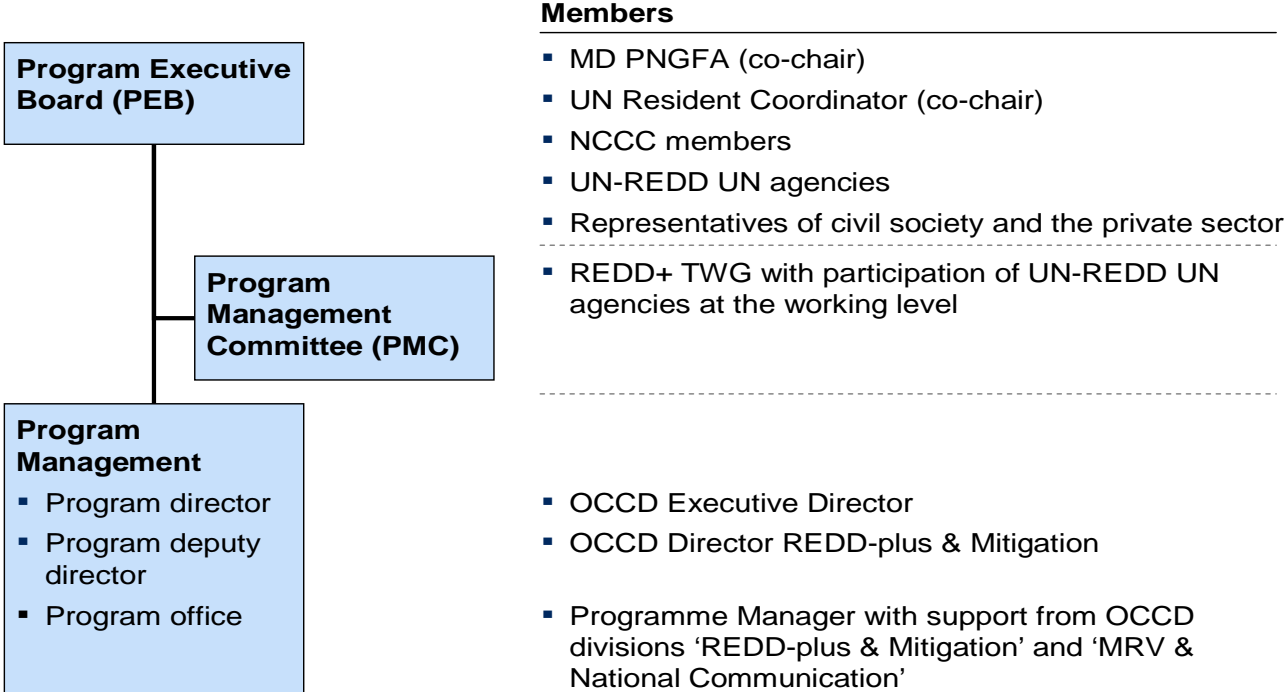 Members
Program Executive
Board (PEB)
▪ MD PNGFA (co-chair)
▪ UN Resident Coordinator (co-chair)
▪ NCCC members
▪ UN-REDD UN agencies
▪ Representatives of civil society and the private sector
Program
Management
Committee (PMC)
▪ REDD+ TWG with participation of UN-REDD UN
agencies at the working level
Program
Management
▪ Program director
▪ Program deputy
director
▪ Program office
▪ OCCD Executive Director
▪ OCCD Director REDD-plus & Mitigation
▪ Programme Manager with support from OCCD
divisions ‘REDD-plus & Mitigation’ and ‘MRV &
National Communication’